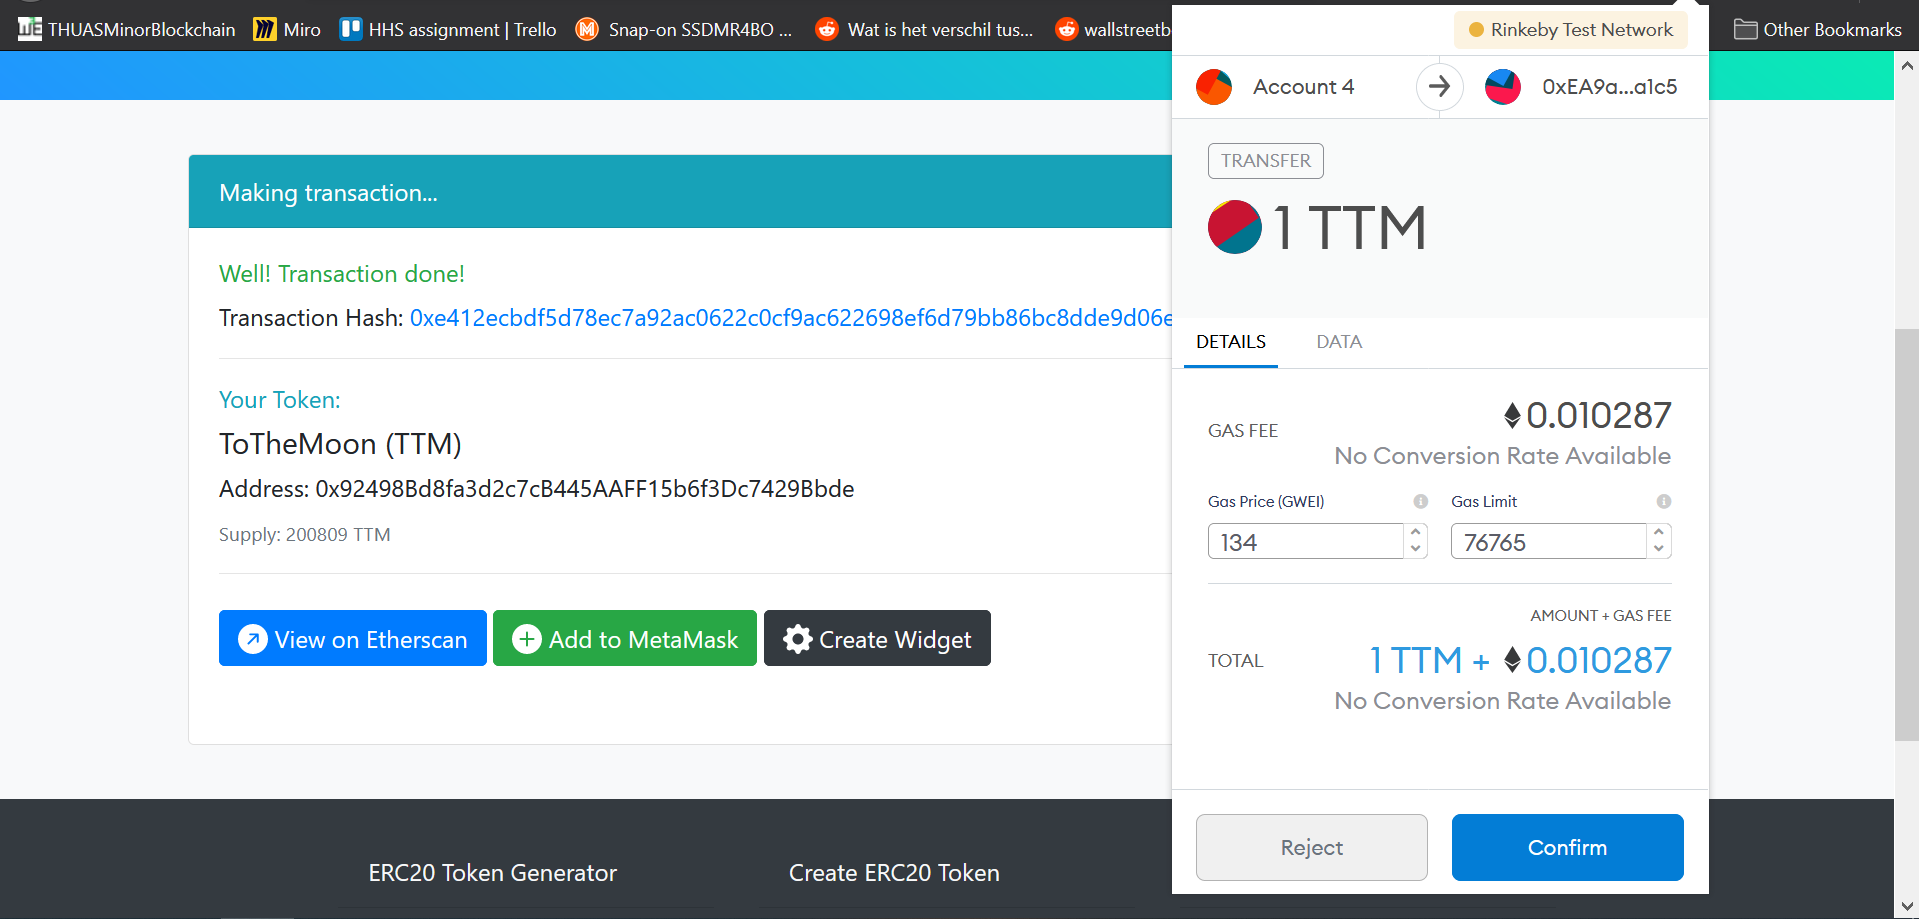 THUASMinorBlockchain
Miro
HHS assignment | Trello
Snap-on SSDMR4BO ...
Wat is het verschil tus...
wallstreetb
Other Bookmarks
Rinkeby Test Network
Account 4
0xEA9a...a1c5
TRANSFER
1 TTM
DETAILS
DATA
GAS FEE
0.010287
No Conversion Rate Available
Gas Price (GWEI)
Gas Limit
134
76765
AMOUNT + GAS FEE
TOTAL
1 TTM + 0.010287
No Conversion Rate Available
Reject
Confirm
Making transaction...
Well! Transaction done!
Transaction Hash: 0xe412ecbdf5d78ec7a92ac0622c0cf9ac622698ef6d79bb86bc8dde9d06e
Your Token:
ToTheMoon (TTM)
Address: 0x92498Bd8fa3d2c7cB445AAFF15b6f3Dc7429Bbde
Supply: 200809 TTM
View on Etherscan
Add to MetaMask
Create Widget
ERC20 Token Generator
Create ERC20 Token